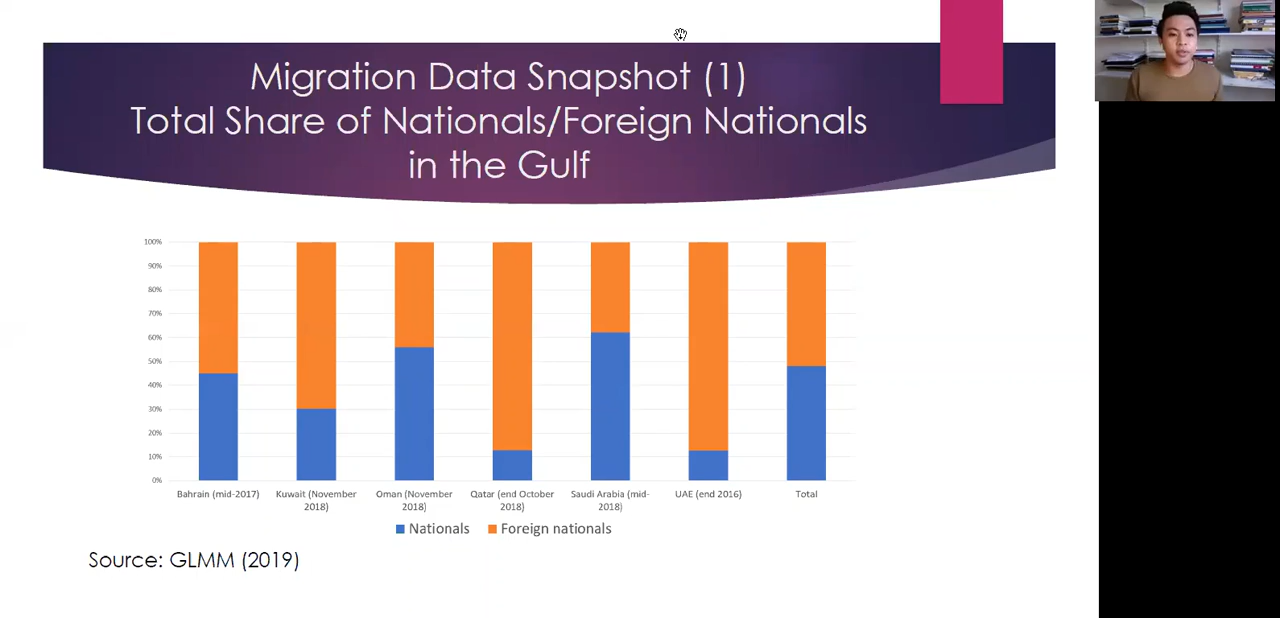 Migration Data Snapshot (1)
Total Share of Nationals/Foreign Nationals
in the Gulf
100%
90%
80%
70%
60%
50%
40%
30%
20%
10%
0%
Bahrain (mid-2017)
Kuwait (November
2018)
Oman (November
2018)
Qatar (end October
2018)
Saudi Arabia (mid-
2018)
UAE (end 2016)
Total
Nationals
Foreign nationals
Source: GLMM (2019)